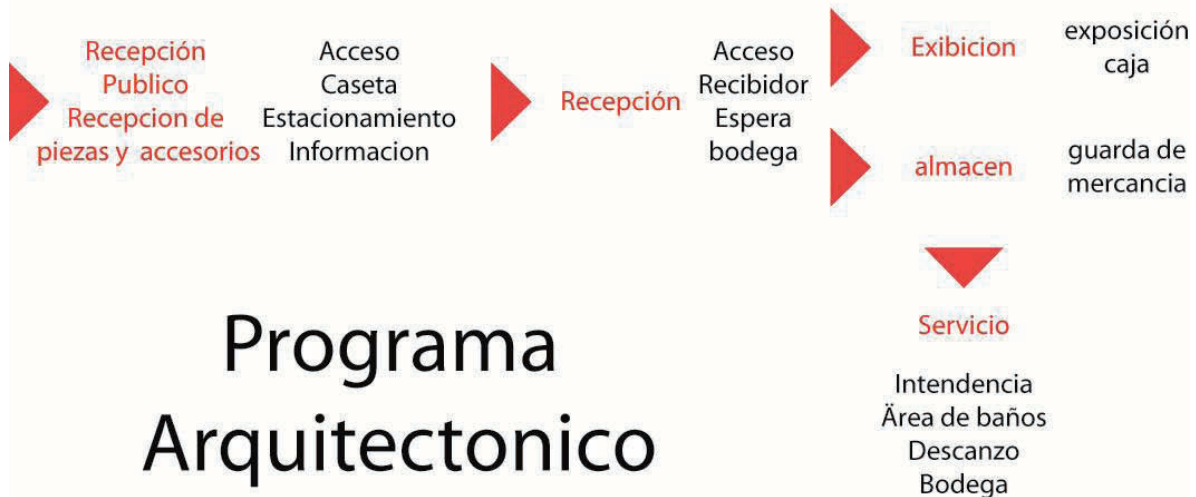 Recepción
Publico
Recepcion de
piezas y accesorios
Acceso
Caseta
Estacionamiento
Informacion
Recepción
Acceso
Recibidor
Espera
bodega
Exibicion
exposición
caja
almacen
guarda de
mercancia
Servicio
Intendencia
Ärea de baños
Descanzo
Bodega
Programa
Arquitectonico